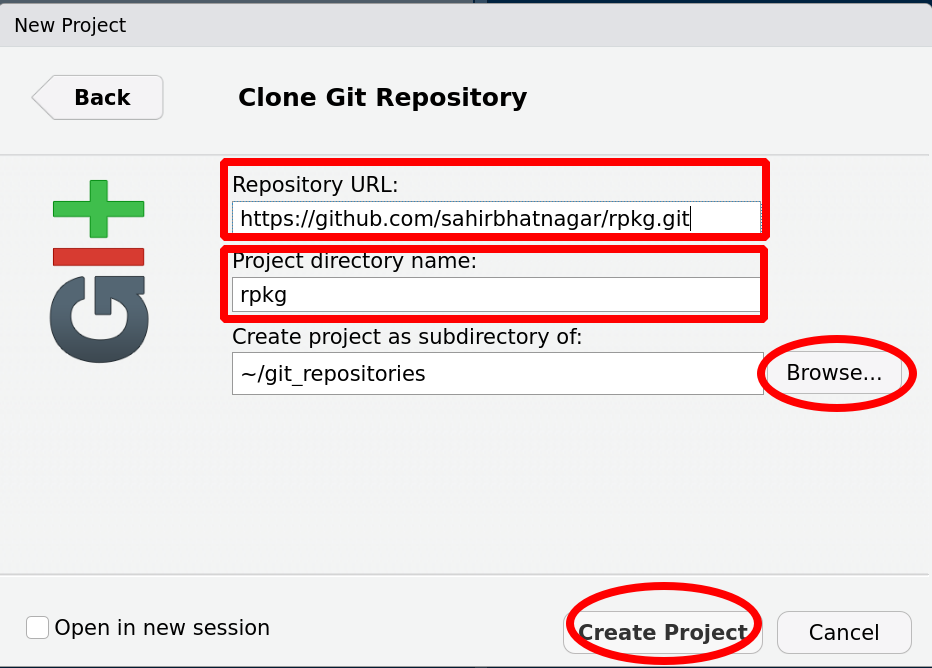 New Project
Back
Clone Git Repository
Repository URL:
https://github.com/sahirbhatnagar/rpkg.git
Project directory name:
rpkg
Create project as subdirectory of:
~/git_repositories
Browse...
GIT
Open in new session
Create Project
Cancel